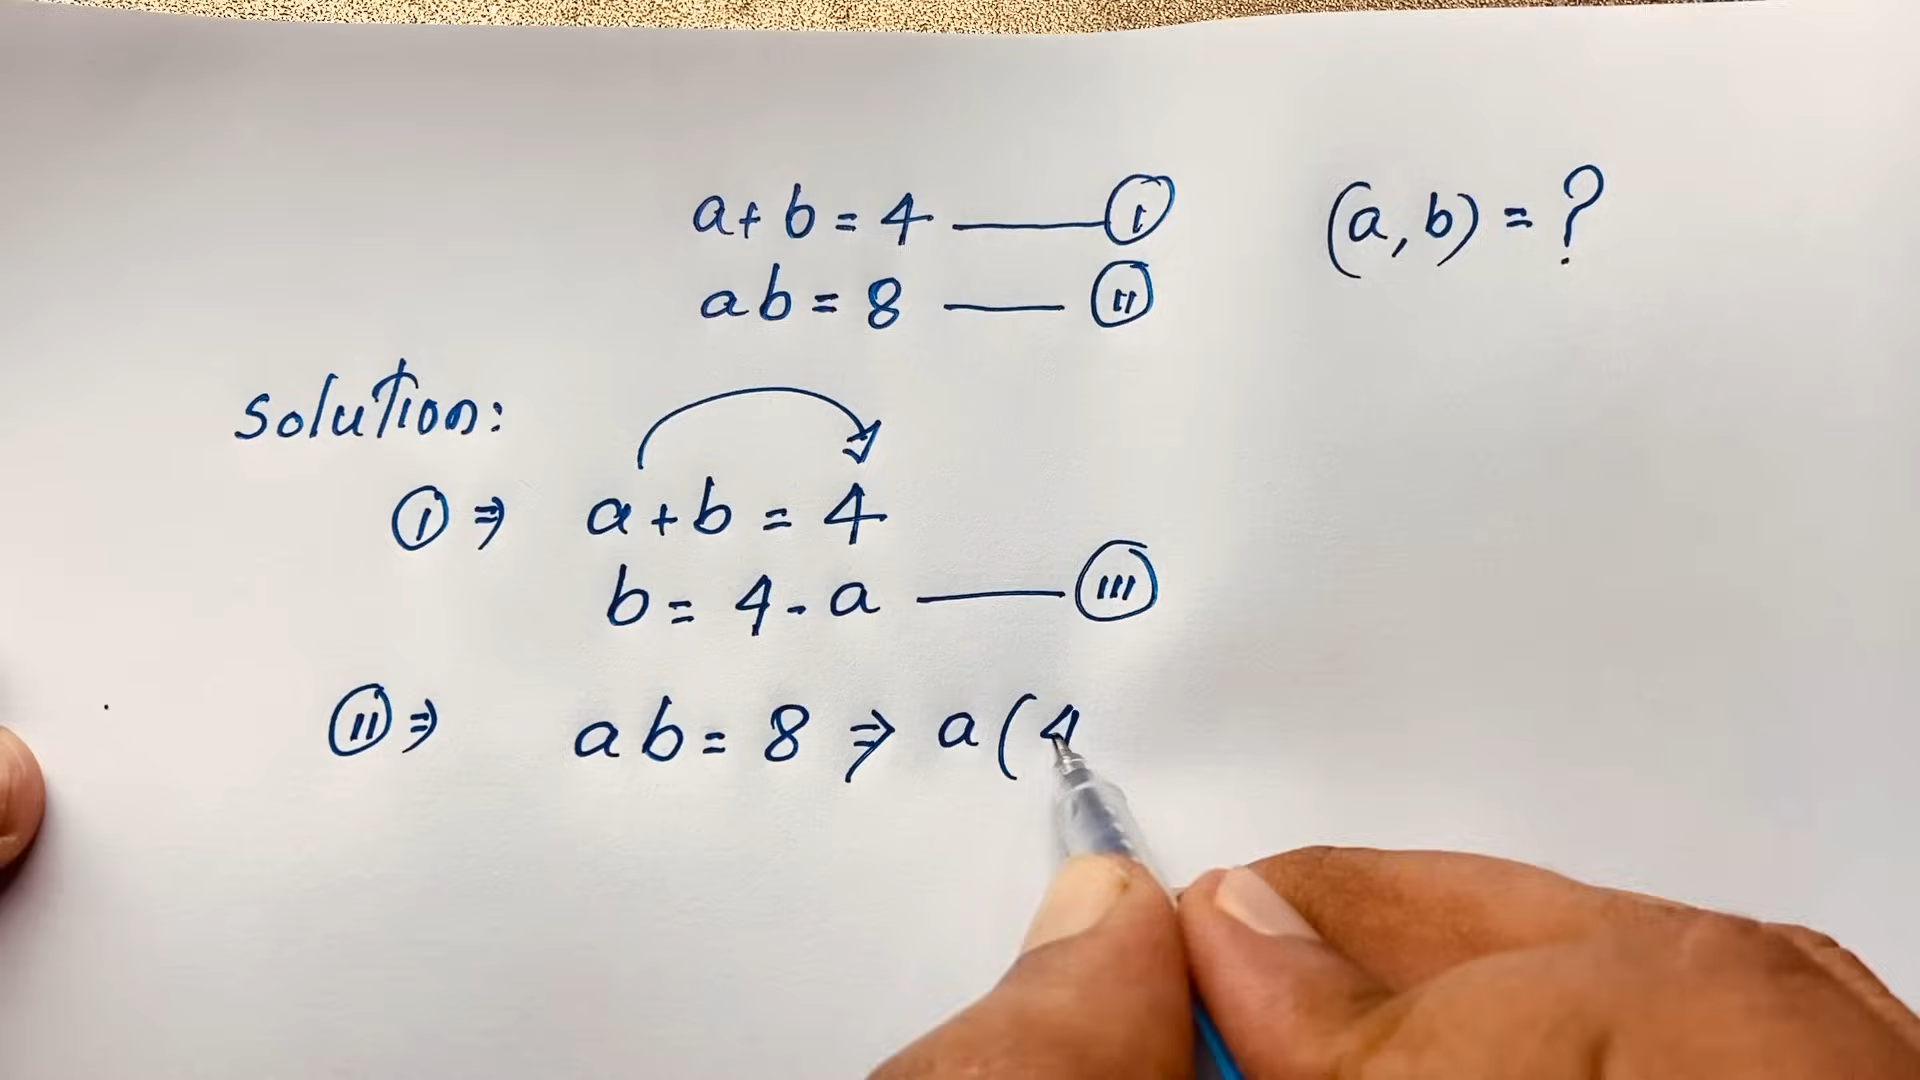 a + b = 4 —— (I) (a, b) = ?
ab = 8 —— (II)
Solution:
(I) ⇒ a + b = 4
b = 4 - a —— (III)
(II) ⇒ ab = 8 ⇒ a(4